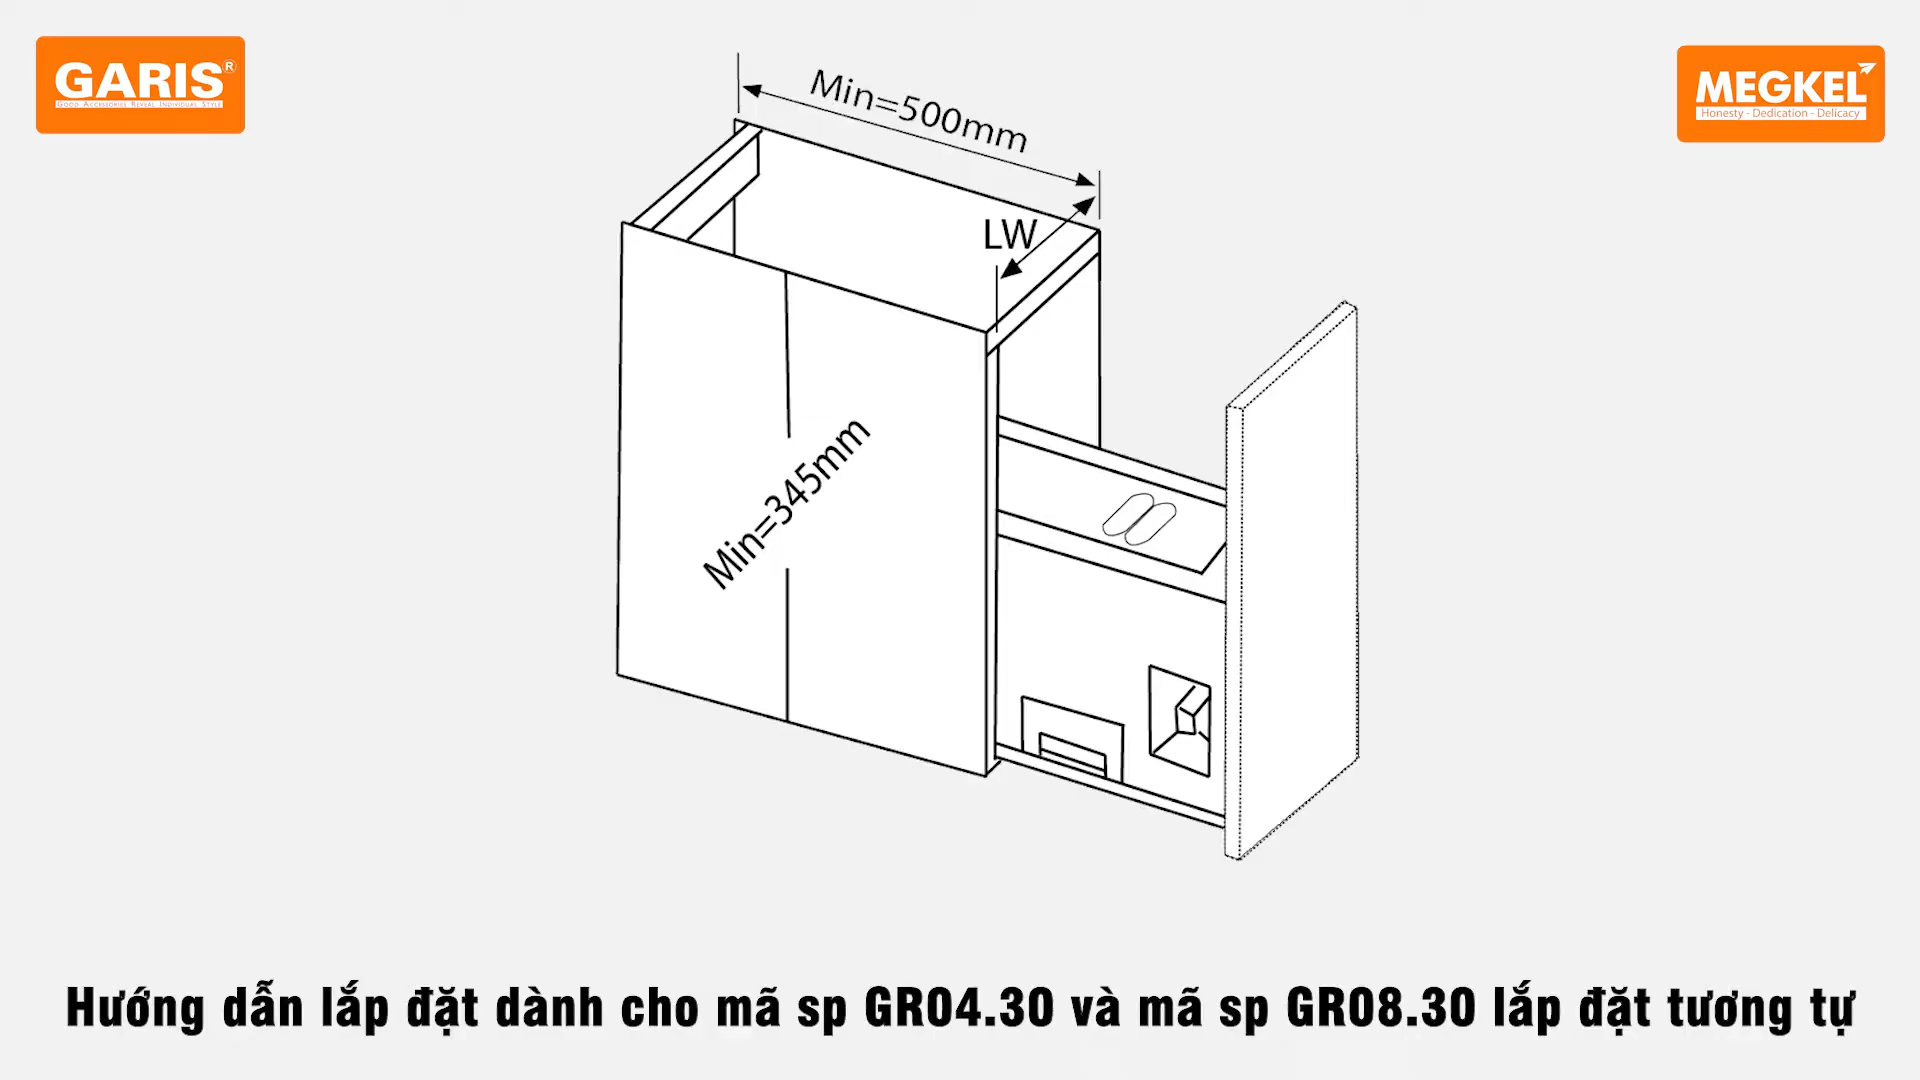 GARIS®
Good Accessories Reveal Individual Style
MEGKEL
Honesty - Dedication - Delicacy
Min=500mm
LW
Min=345mm
Hướng dẫn lắp đặt dành cho mã sp GR04.30 và mã sp GR08.30 lắp đặt tương tự